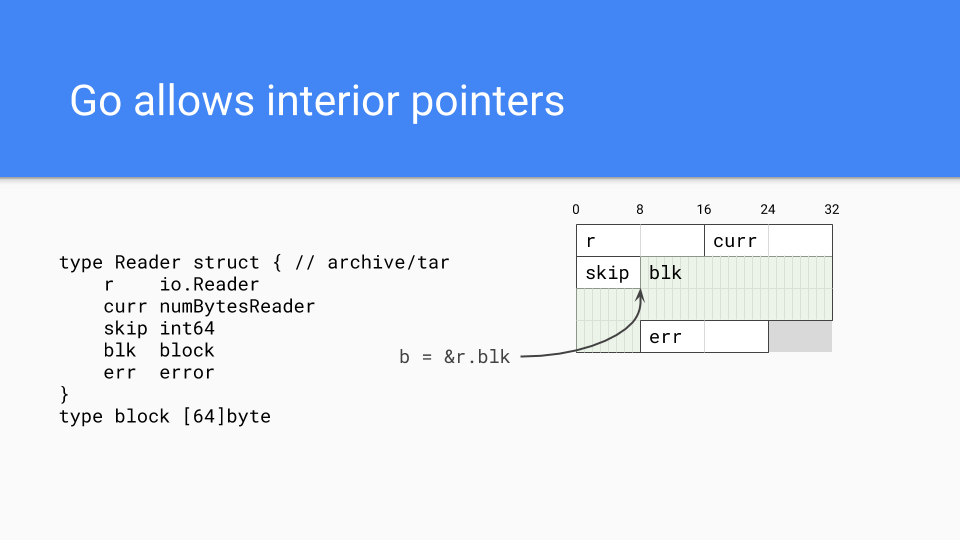 Go allows interior pointers
0 8 16 24 32
r curr
skip blk
err
type Reader struct { // archive/tar
    r    io.Reader
    curr numBytesReader
    skip int64
    blk  block
    err  error
}
type block [64]byte
b = &r.blk